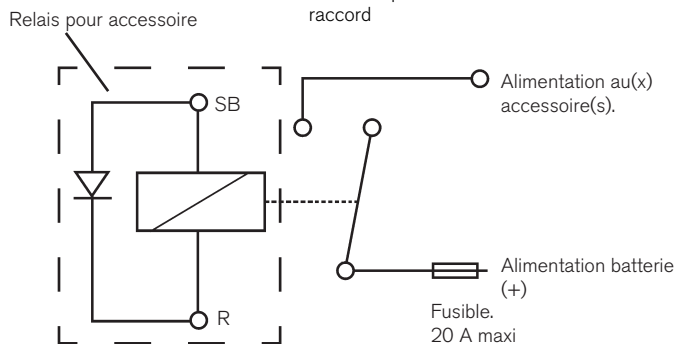 raccord
Relais pour accessoire
SB
Alimentation au(x)
accessoire(s).
Alimentation batterie
(+)
R
Fusible.
20 A maxi